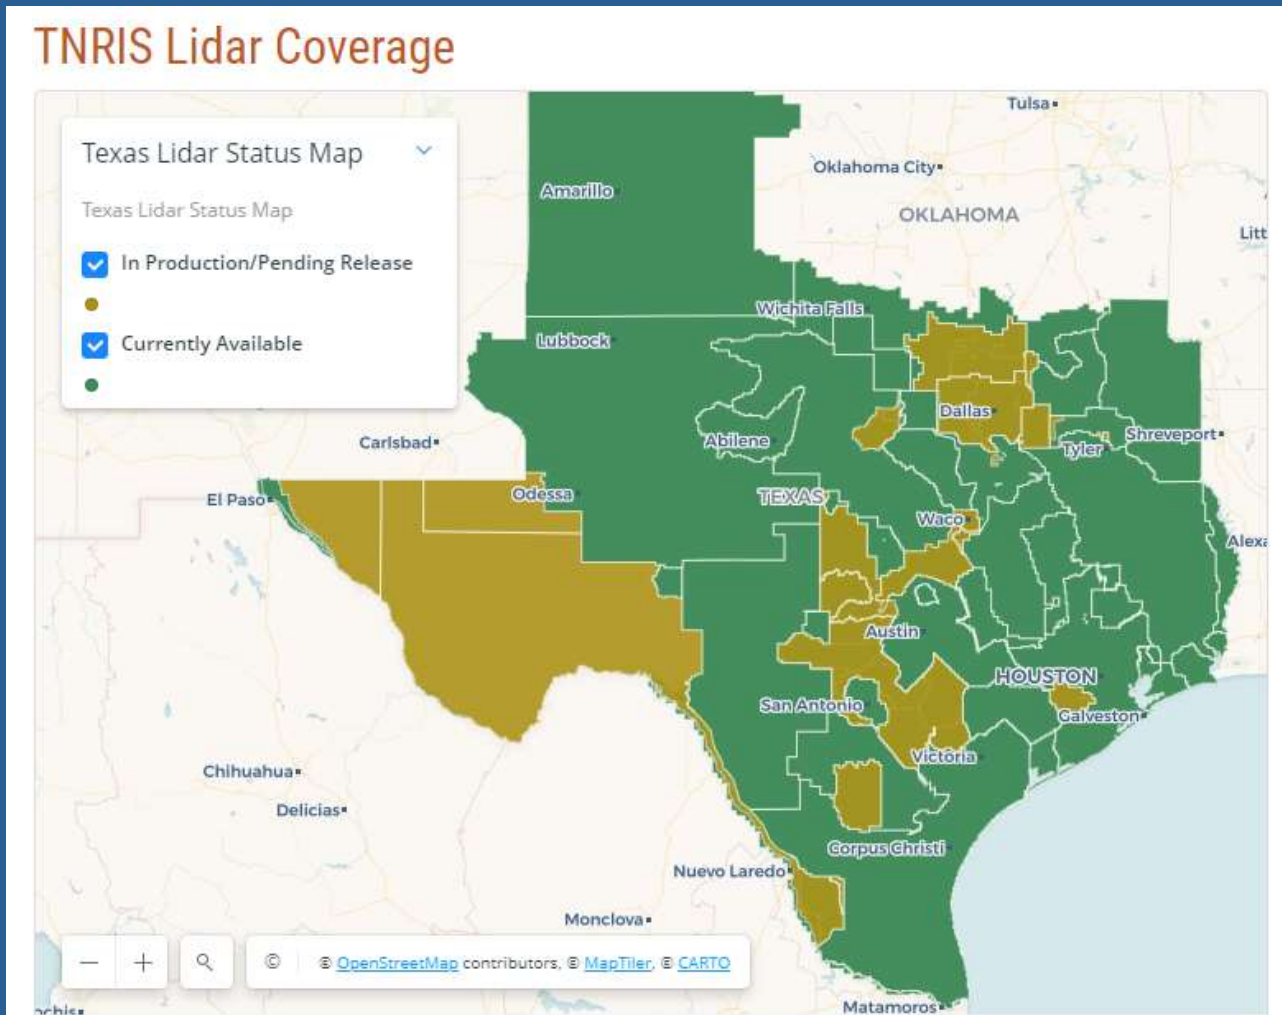 TNRIS Lidar Coverage
Texas Lidar Status Map
Texas Lidar Status Map
In Production/Pending Release
Currently Available
Tulsa
Oklahoma City
OKLAHOMA
Litt
Amarillo
Wichita Falls
Lubbock
Dallas
Carlsbad
Abilene
Shreveport
Tyler
El Paso
Odessa
TEXAS
Waco
Alexa
Austin
HOUSTON
San Antonio
Galveston
Victoria
Chihuahua
Delicias
Corpus Christi
Nuevo Laredo
Monclova
© © OpenStreetMap contributors, © MapTiler, © CARTO
Matamoros
ochis